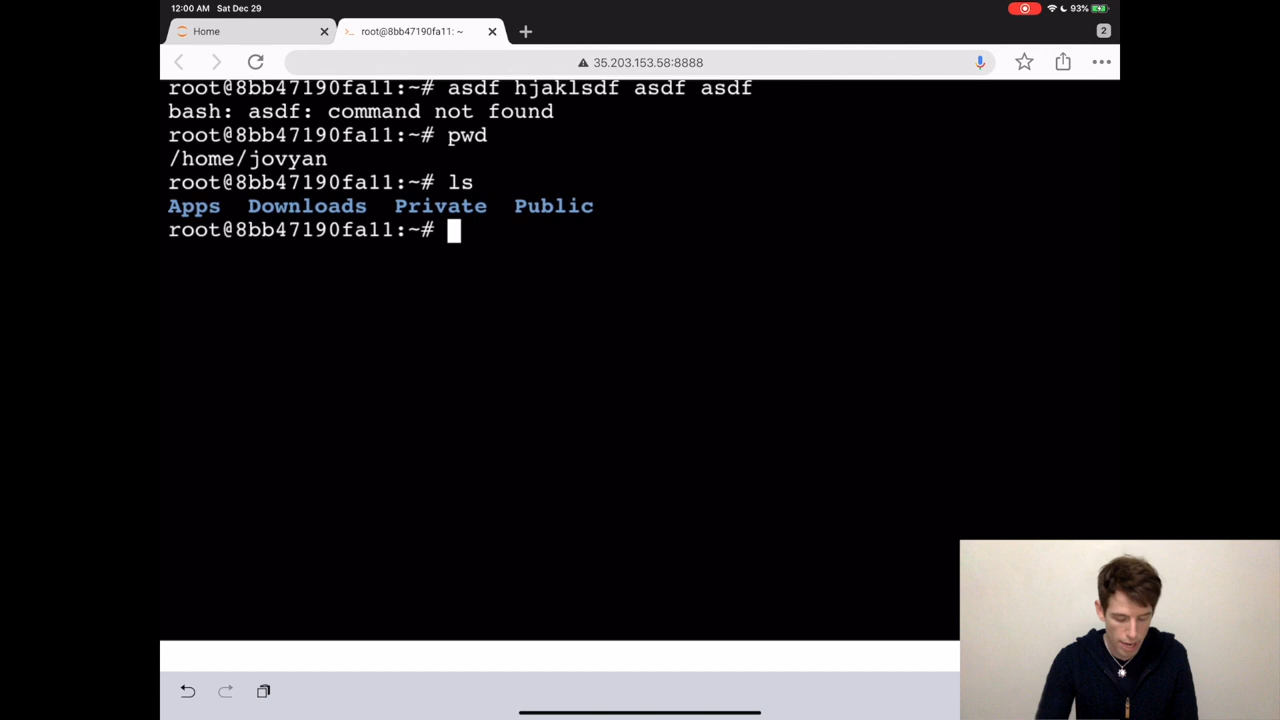 12:00 AM Sat Dec 29
93%
Home
root@8bb47190fa11: ~
2
35.203.153.58:8888
root@8bb47190fa11:~# asdf hjaklsdf asdf asdf
bash: asdf: command not found
root@8bb47190fa11:~# pwd
/home/jovyan
root@8bb47190fa11:~# ls
Apps Downloads Private Public
root@8bb47190fa11:~#